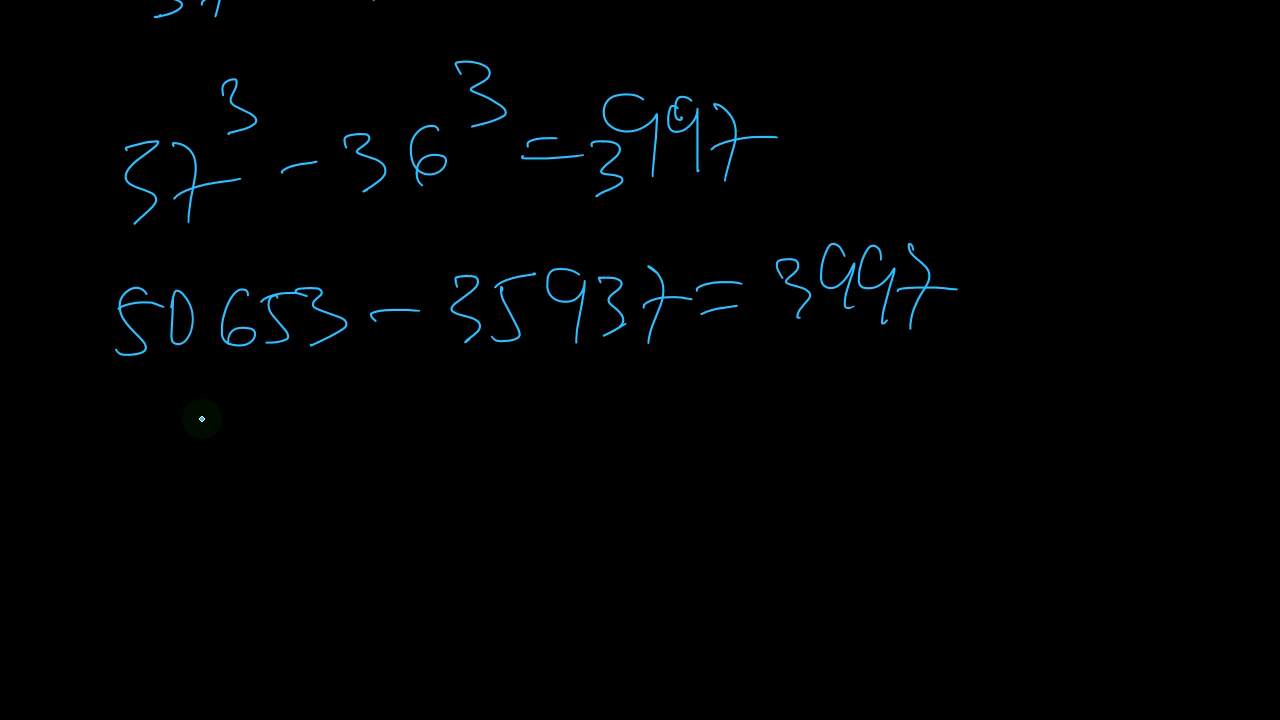 37³ - 36³ = 3997
50653 - 35937 = 3997